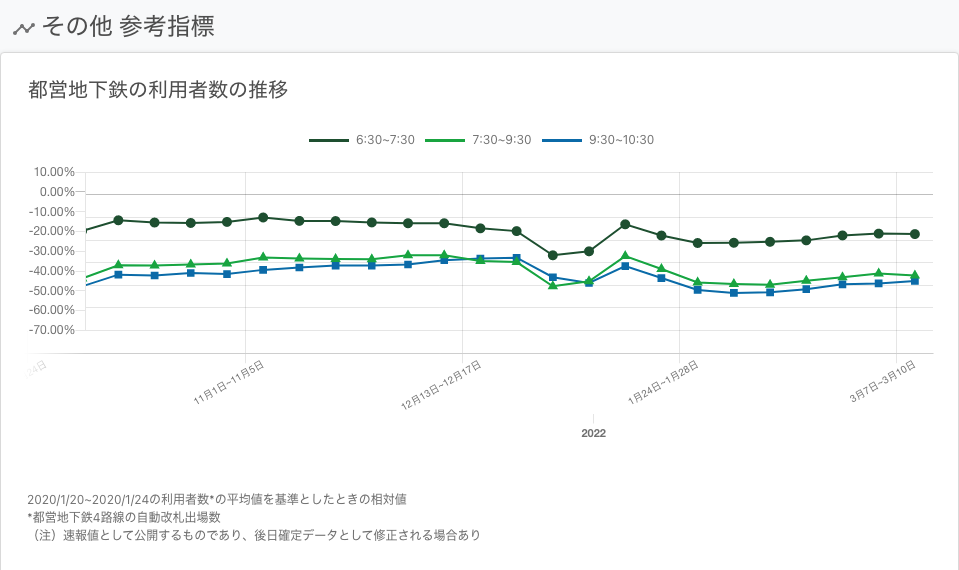 その他 参考指標
都営地下鉄の利用者数の推移
6:30~7:30 7:30~9:30 9:30~10:30
10.00%
0.00%
-10.00%
-20.00%
-30.00%
-40.00%
-50.00%
-60.00%
-70.00%
24日
11月1日~11月5日
12月13日~12月17日
1月24日~1月28日
3月7日~3月10日
2022
2020/1/20~2020/1/24の利用者数*の平均値を基準としたときの相対値
*都営地下鉄4路線の自動改札出場数
（注）速報値として公開するものであり、後日確定データとして修正される場合あり